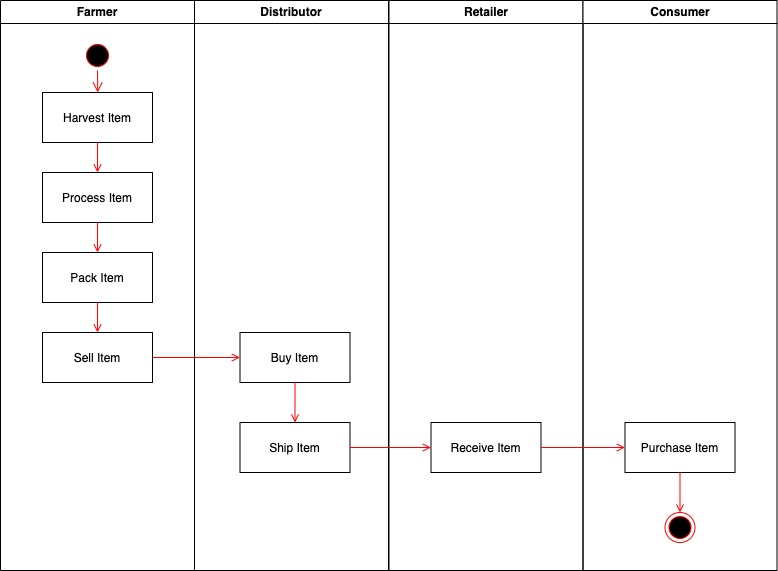 Farmer
Distributor
Retailer
Consumer
Harvest Item
Process Item
Pack Item
Sell Item
Buy Item
Ship Item
Receive Item
Purchase Item